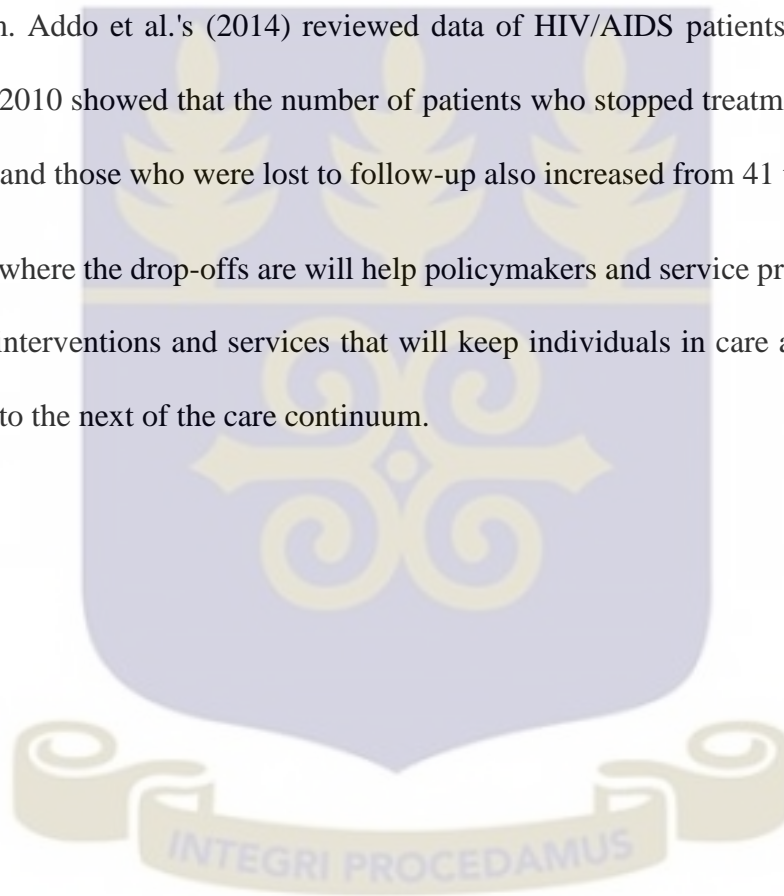 n. Addo et al.'s (2014) reviewed data of HIV/AIDS patients
2010 showed that the number of patients who stopped treatm
and those who were lost to follow-up also increased from 41
where the drop-offs are will help policymakers and service pr
interventions and services that will keep individuals in care a
to the next of the care continuum.
INTEGRI PROCEDAMUS